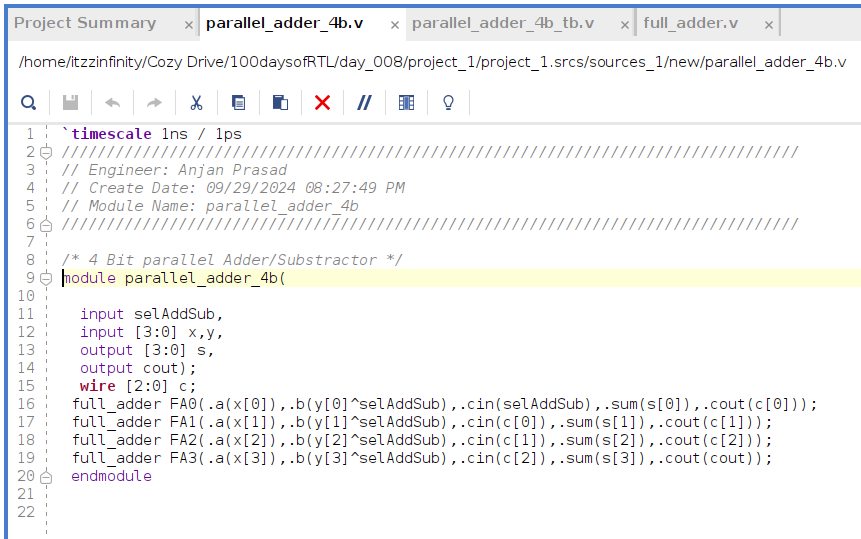 Project Summary × parallel_adder_4b.v × parallel_adder_4b_tb.v × full_adder.v ×
/home/itzzinfinity/Cozy Drive/100daysofRTL/day_008/project_1/project_1.srcs/sources_1/new/parallel_adder_4b.v
1 `timescale 1ns / 1ps
2 //////////////////////////////////////////////////////////////////////////////////
3 // Engineer: Anjan Prasad
4 // Create Date: 09/29/2024 08:27:49 PM
5 // Module Name: parallel_adder_4b
6 //////////////////////////////////////////////////////////////////////////////////
7
8 /* 4 Bit parallel Adder/Substractor */
9 module parallel_adder_4b(
10
11 input selAddSub,
12 input [3:0] x,y,
13 output [3:0] s,
14 output cout);
15 wire [2:0] c;
16 full_adder FA0(.a(x[0]),.b(y[0]^selAddSub),.cin(selAddSub),.sum(s[0]),.cout(c[0]));
17 full_adder FA1(.a(x[1]),.b(y[1]^selAddSub),.cin(c[0]),.sum(s[1]),.cout(c[1]));
18 full_adder FA2(.a(x[2]),.b(y[2]^selAddSub),.cin(c[1]),.sum(s[2]),.cout(c[2]));
19 full_adder FA3(.a(x[3]),.b(y[3]^selAddSub),.cin(c[2]),.sum(s[3]),.cout(cout));
20 endmodule
21
22